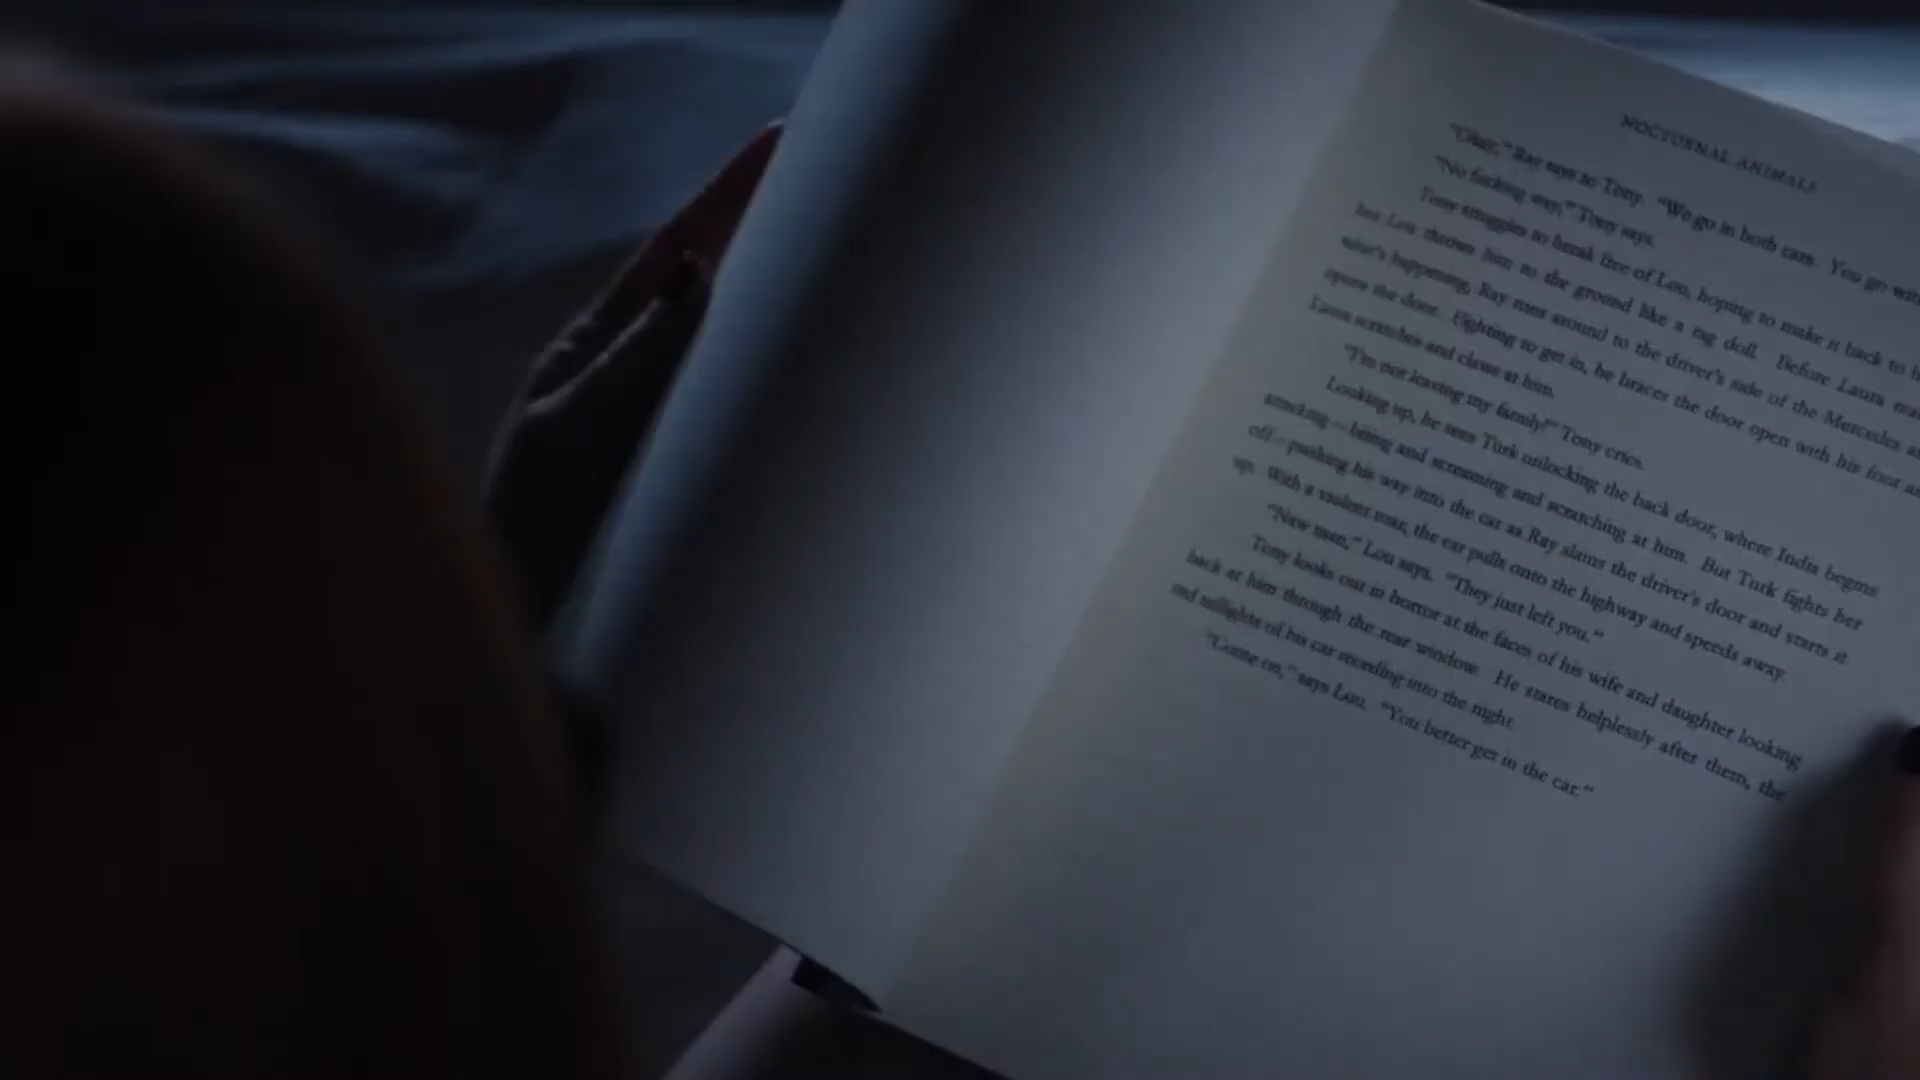 NOCTURNAL ANIMALS
"Okay," Ray says to Tony. "We go in both cars. You go with
"No fucking way," Tony says.
Tony struggles to break free of Lou, hoping to make it back to
but Lou throws him to the ground like a rag doll. Before Laura
what's happening, Ray runs around to the driver's side of the Mercedes
opens the door. Fighting to get in, he braces the door open with his foot
Laura scratches and claws at him.
"I'm not leaving my family!" Tony cries.
Looking up, he sees Turk unlocking the back door, where India begins
attacking—biting and screaming and scratching at him. But Turk fights her
off—pushing his way into the car as Ray slams the driver's door and starts it
up. With a violent roar, the car pulls onto the highway and speeds away.
"New man," Lou says. "They just left you."
Tony looks out in horror at the faces of his wife and daughter looking
back at him through the rear window. He stares helplessly after them, the
red taillights of his car receding into the night.
"Come on," says Lou. "You better get in the car."